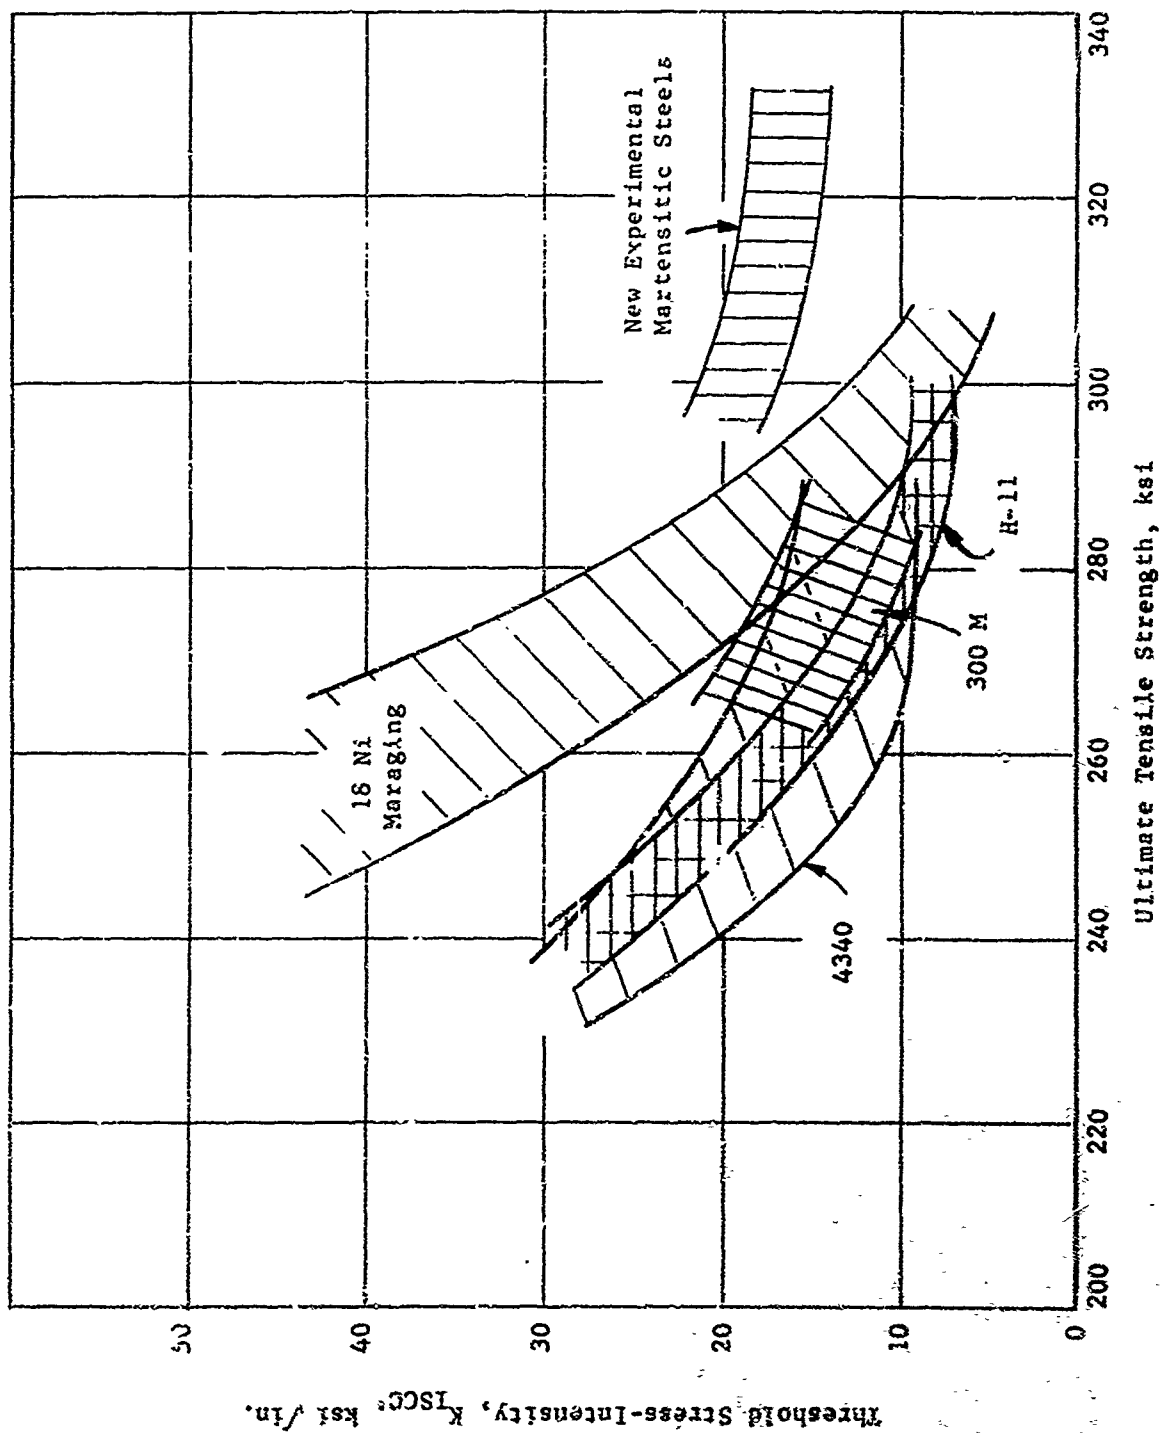 Threshold Stress-Intensity, KISCC, ksi √in.
50
40
30
20
10
0
18 Ni
Maraging
New Experimental
Martensitic Steels
4340
300 M
H-11
200
220
240
260
280
300
320
340
Ultimate Tensile Strength, ksi